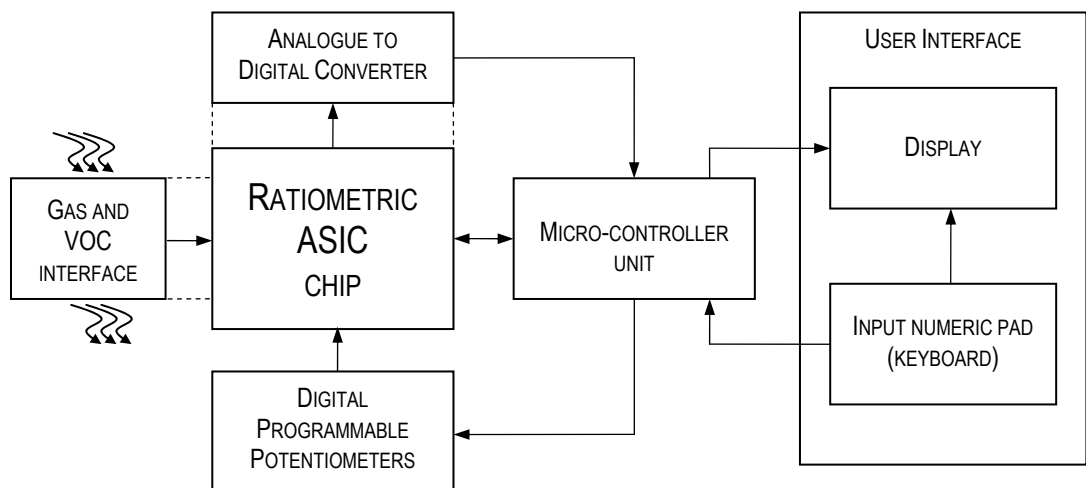 ANALOGUE TO
DIGITAL CONVERTER
USER INTERFACE
DISPLAY
GAS AND
VOC
INTERFACE
RATIOMETRIC
ASIC
CHIP
MICRO-CONTROLLER
UNIT
INPUT NUMERIC PAD
(KEYBOARD)
DIGITAL
PROGRAMMABLE
POTENTIOMETERS